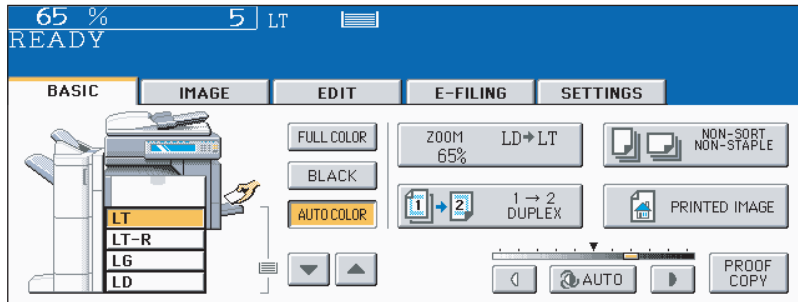 65 % 5 LT
READY
BASIC IMAGE EDIT E-FILING SETTINGS
FULL COLOR
BLACK
AUTO COLOR
ZOOM LD→LT
65%
NON-SORT
NON-STAPLE
1 → 2
1 → 2
DUPLEX
PRINTED IMAGE
LT
LT-R
LG
LD
AUTO
PROOF
COPY